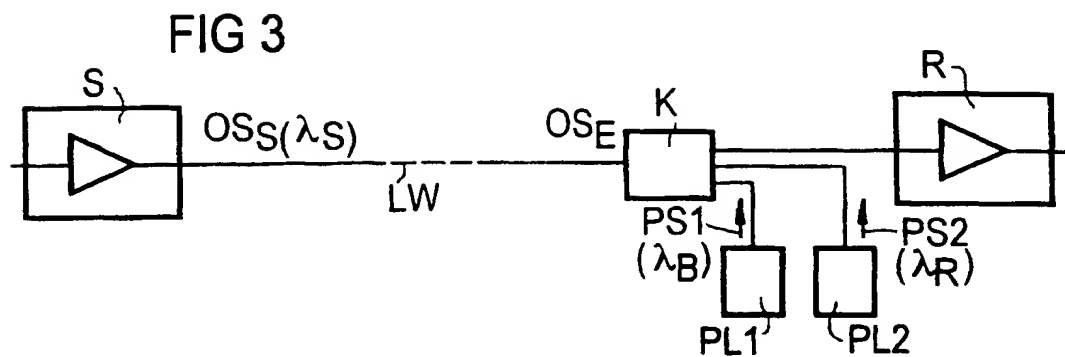 FIG 3
S
OSS(λS)
LW
OSE
K
R
PS1
(λB)
PS2
(λR)
PL1
PL2